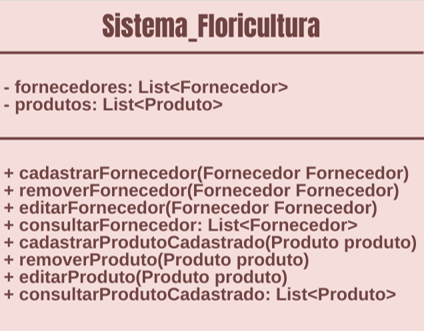 Sistema_Floricultura
- fornecedores: List<Fornecedor>
- produtos: List<Produto>
+ cadastrarFornecedor(Fornecedor Fornecedor)
+ removerFornecedor(Fornecedor Fornecedor)
+ editarFornecedor(Fornecedor Fornecedor)
+ consultarFornecedor: List<Fornecedor>
+ cadastrarProdutoCadastrado(Produto produto)
+ removerProduto(Produto produto)
+ editarProduto(Produto produto)
+ consultarProdutoCadastrado: List<Produto>